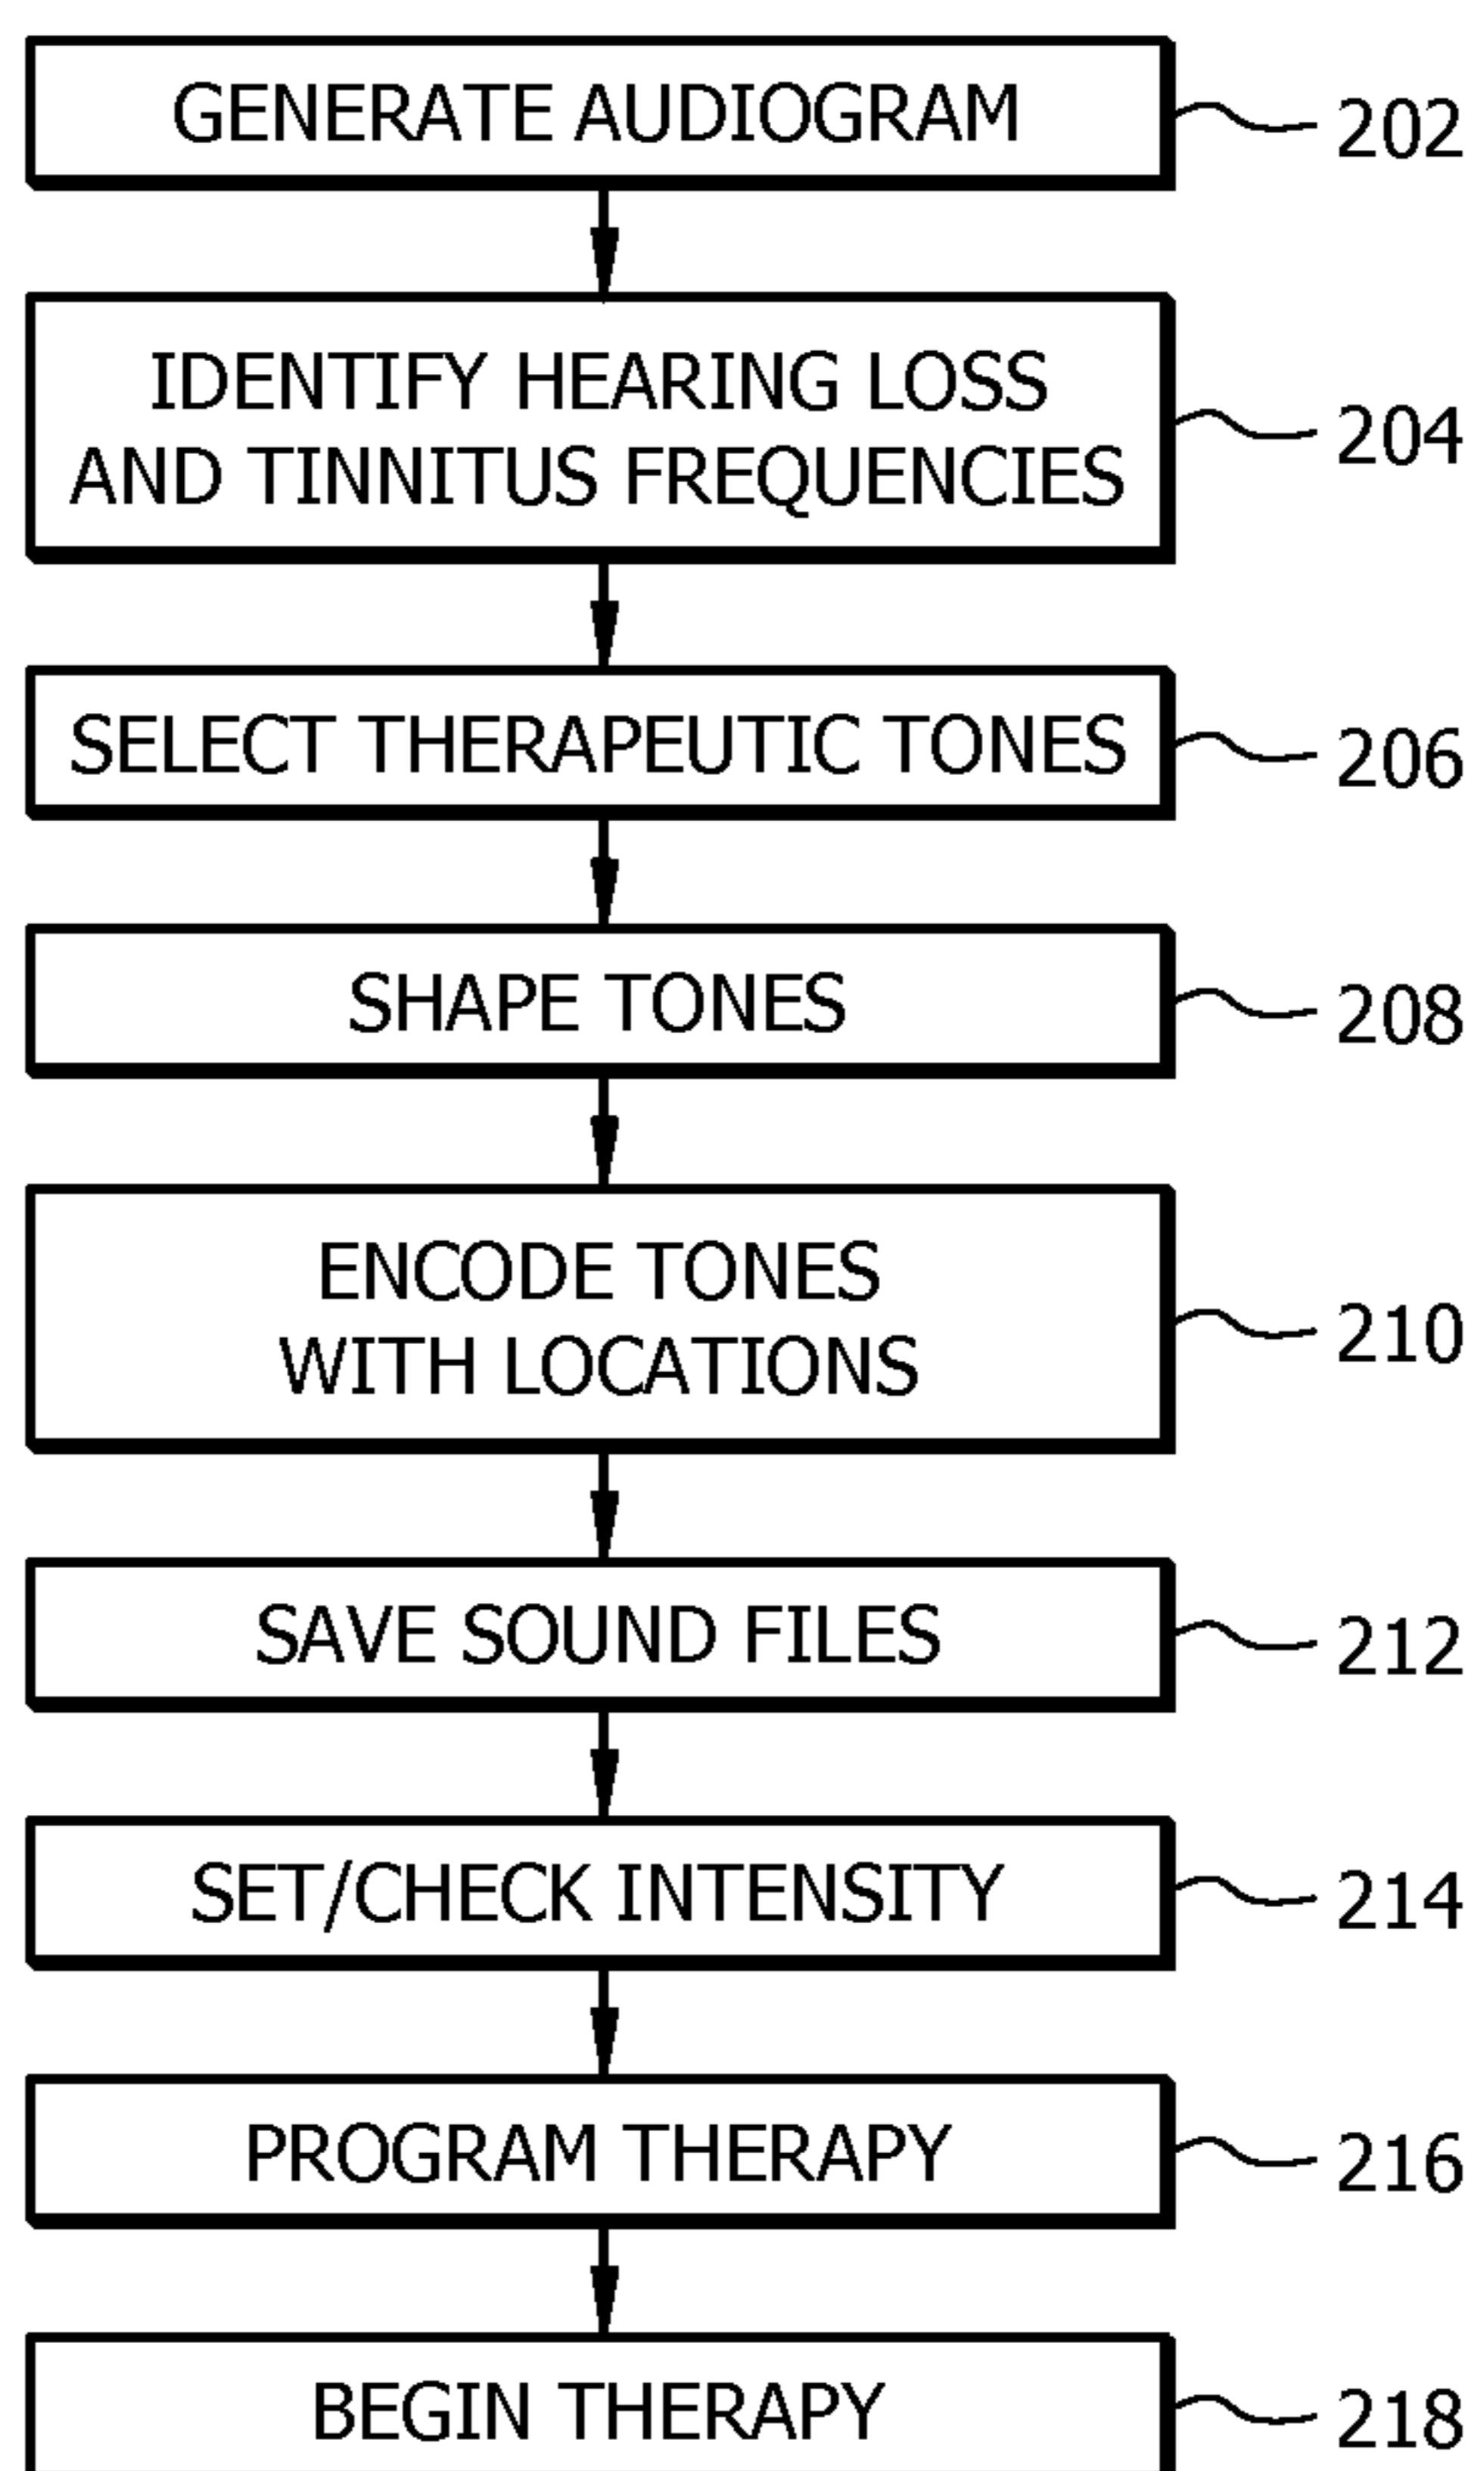 GENERATE AUDIOGRAM
202
IDENTIFY HEARING LOSS
AND TINNITUS FREQUENCIES
204
SELECT THERAPEUTIC TONES
206
SHAPE TONES
208
ENCODE TONES
WITH LOCATIONS
210
SAVE SOUND FILES
212
SET/CHECK INTENSITY
214
PROGRAM THERAPY
216
BEGIN THERAPY
218